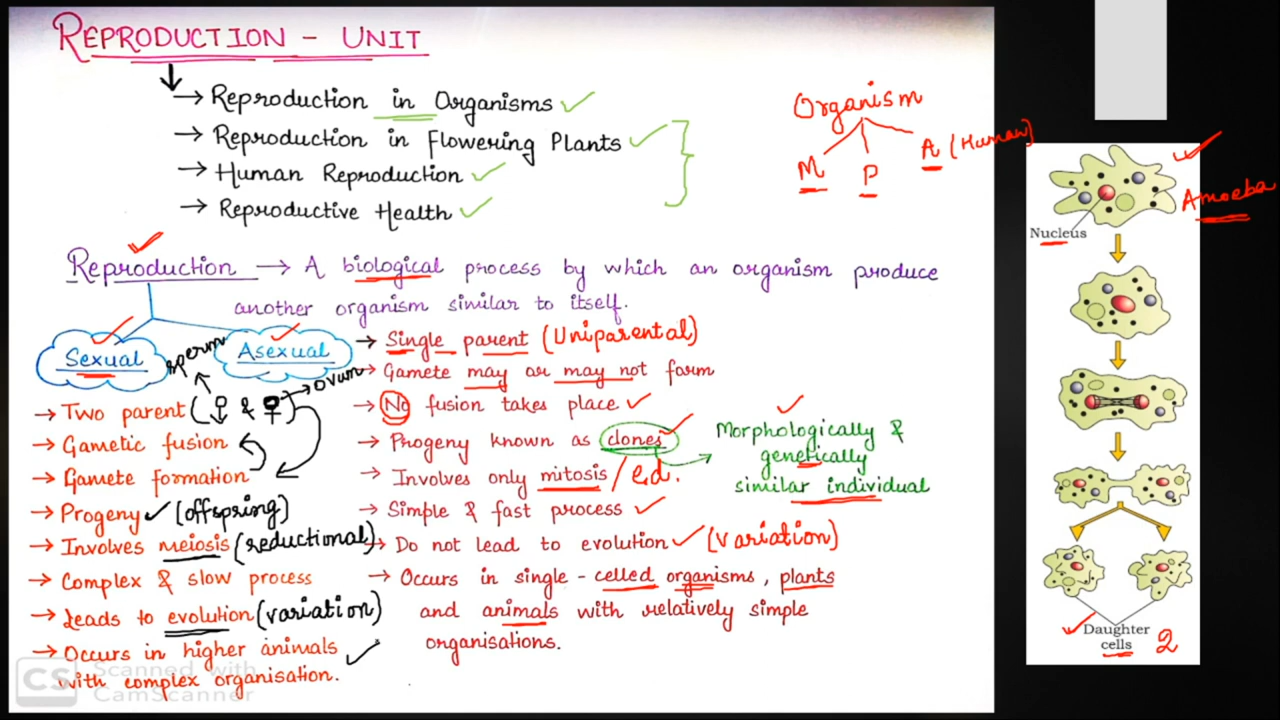 REPRODUCTION - UNIT
→ Reproduction in Organisms
→ Reproduction in Flowering Plants
→ Human Reproduction
→ Reproductive Health
Organism
M P A (Human)
Reproduction → A biological process by which an organism produce
another organism similar to itself.
Sexual
sperm
ovum
→ Two parent (♂ & ♀)
→ Gametic fusion
→ Gamete formation
→ Progeny (offspring)
→ Involves meiosis (reductional)
→ Complex & slow process
→ Leads to evolution (variation)
→ Occurs in higher animals
with complex organisation.
Asexual
→ Single parent (Uniparental)
→ Gamete may or may not form
→ No fusion takes place
→ Progeny known as clones
→ Involves only mitosis / e.d.
→ Simple & fast process
→ Do not lead to evolution (variation)
→ Occurs in single - celled organisms, plants
and animals with relatively simple
organisations.
Morphologically &
genetically
similar individual
Amoeba
Nucleus
Daughter
cells 2
CS Scanned with
CamScanner